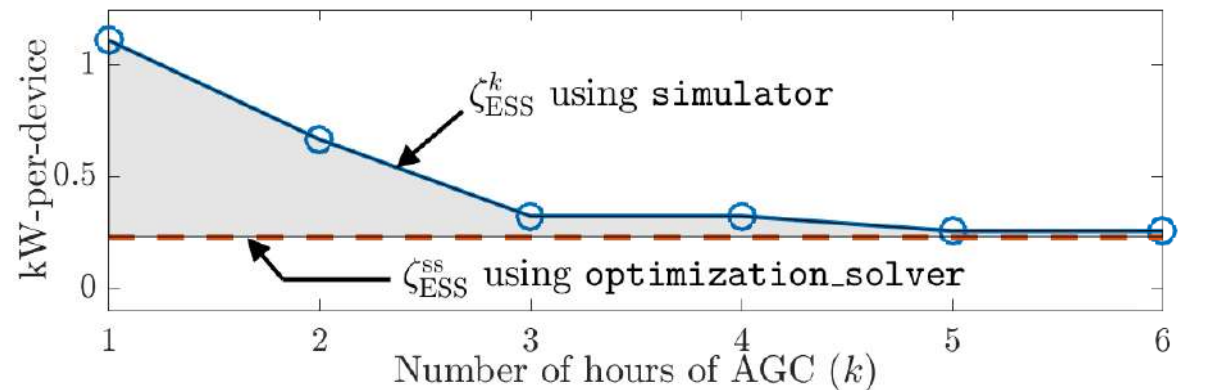 kW-per-device
1
0.5
0
ζ^k_ESS using simulator
ζ^ss_ESS using optimization_solver
1 2 3 4 5 6
Number of hours of AGC (k)